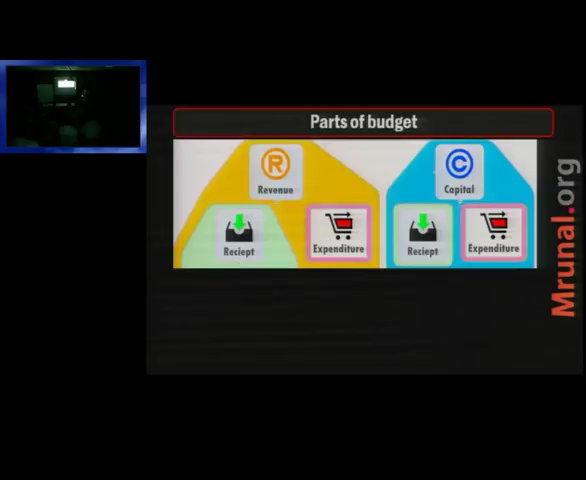 Parts of budget
R
Revenue
C
Capital
Reciept
Expenditure
Reciept
Expenditure
Mrunal.org